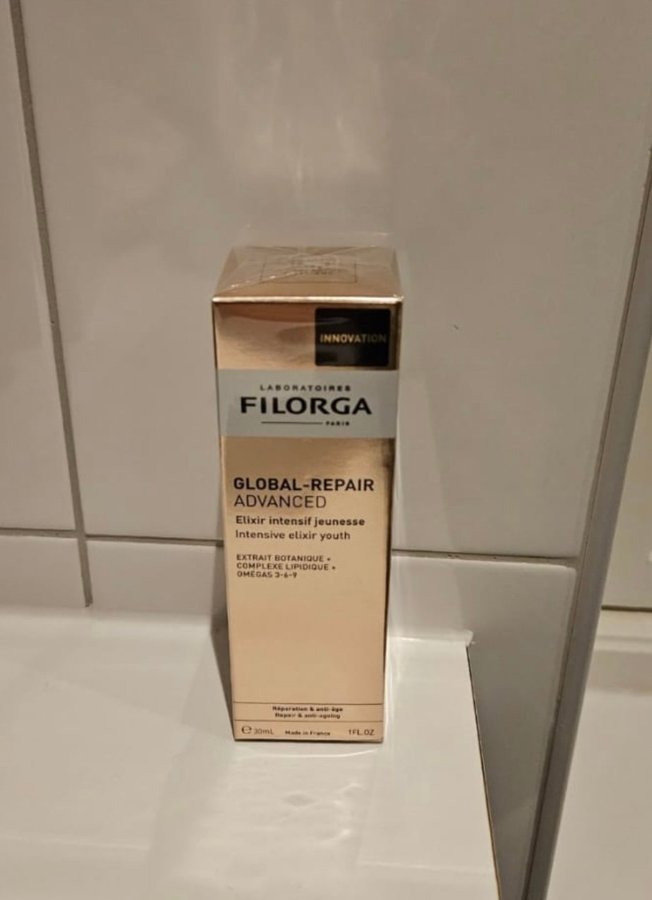 INNOVATION
LABORATOIRES
FILORGA
PARIS
GLOBAL-REPAIR
ADVANCED
Elixir intensif jeunesse
Intensive elixir youth
EXTRAIT BOTANIQUE +
COMPLEXE LIPIDIQUE +
OMÉGAS 3-6-9
Réparation & anti-âge
Repair & anti-ageing
℮ 30mL Made in France 1FL.OZ